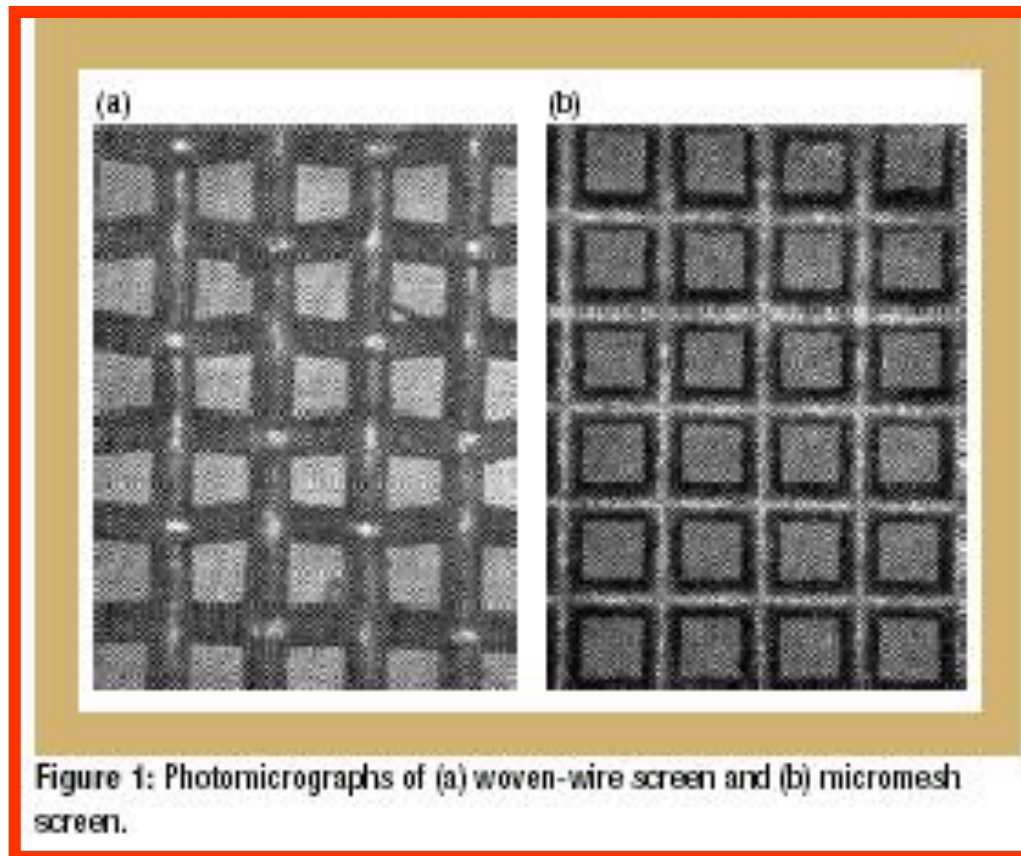 (a)
(b)
Figure 1: Photomicrographs of (a) woven-wire screen and (b) micromesh
screen.